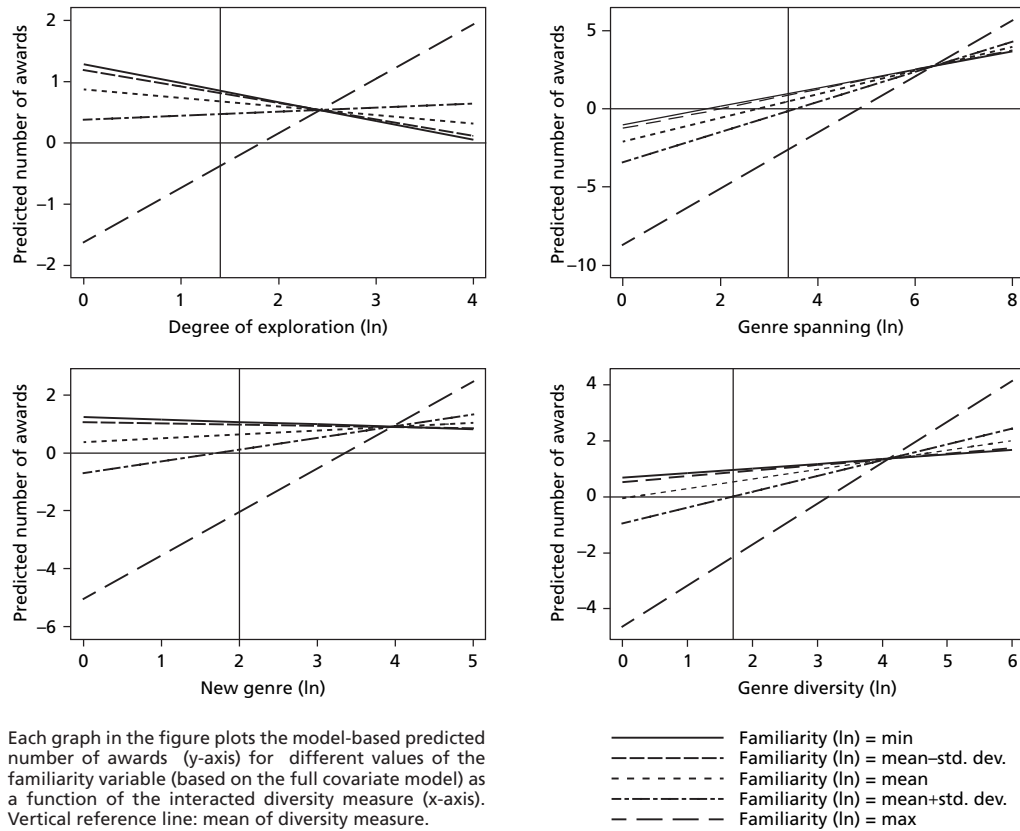 2
1
0
−1
−2
Predicted number of awards
0 1 2 3 4
Degree of exploration (ln)
5
0
−5
−10
Predicted number of awards
0 2 4 6 8
Genre spanning (ln)
2
0
−2
−4
−6
Predicted number of awards
0 1 2 3 4 5
New genre (ln)
4
2
0
−2
−4
Predicted number of awards
0 1 2 3 4 5 6
Genre diversity (ln)
Each graph in the figure plots the model-based predicted
number of awards (y-axis) for different values of the
familiarity variable (based on the full covariate model) as
a function of the interacted diversity measure (x-axis).
Vertical reference line: mean of diversity measure.
Familiarity (ln) = min
Familiarity (ln) = mean–std. dev.
Familiarity (ln) = mean
Familiarity (ln) = mean+std. dev.
Familiarity (ln) = max